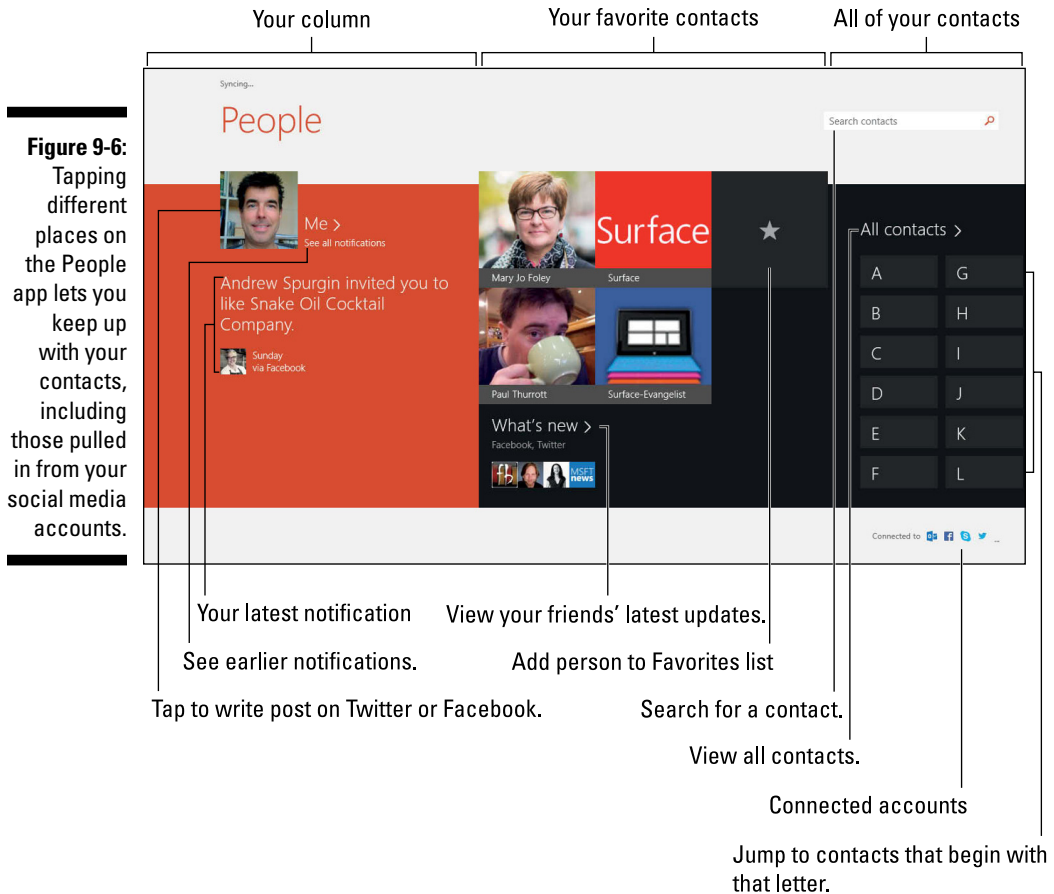 Your column
Your favorite contacts
All of your contacts
Figure 9-6:
Tapping
different
places on
the People
app lets you
keep up
with your
contacts,
including
those pulled
in from your
social media
accounts.
Syncing...
People
Search contacts
Me >
See all notifications
Andrew Spurgin invited you to
like Snake Oil Cocktail
Company.
Sunday
via Facebook
Surface
Mary Jo Foley
Surface
Paul Thurrott
Surface-Evangelist
What's new >
Facebook, Twitter
fb
MSFT
news
All contacts >
A
G
B
H
C
I
D
J
E
K
F
L
Connected to
Your latest notification
View your friends' latest updates.
See earlier notifications.
Add person to Favorites list
Tap to write post on Twitter or Facebook.
Search for a contact.
View all contacts.
Connected accounts
Jump to contacts that begin with
that letter.